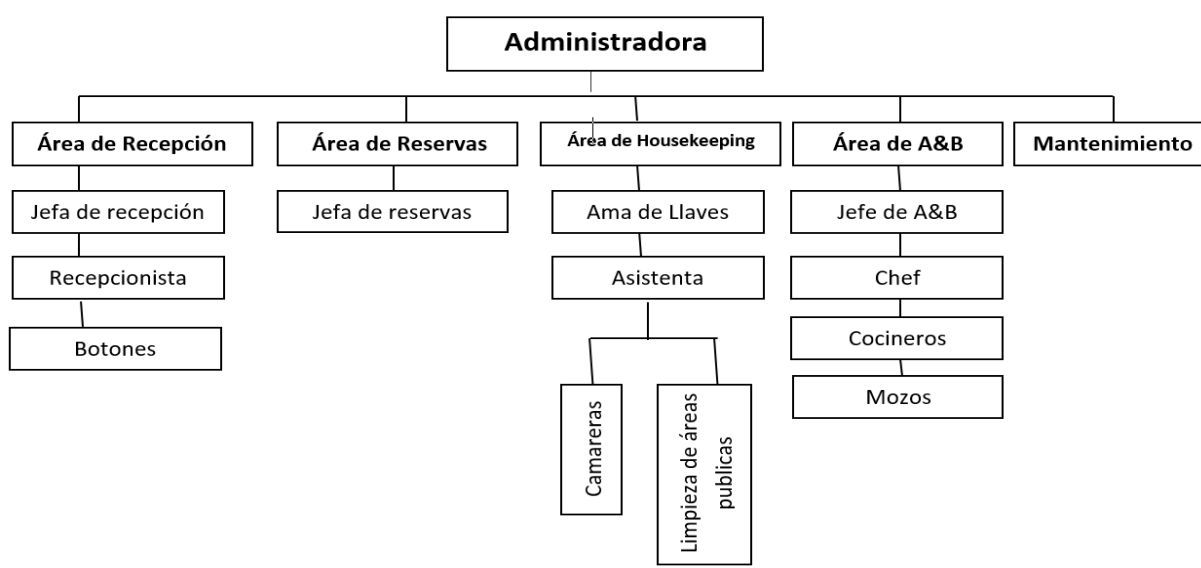 Administradora
Área de Recepción
Área de Reservas
Área de Housekeeping
Área de A&B
Mantenimiento
Jefa de recepción
Jefa de reservas
Ama de Llaves
Jefe de A&B
Recepcionista
Asistenta
Chef
Botones
Cocineros
Mozos
Camareras
Limpieza de áreas
publicas